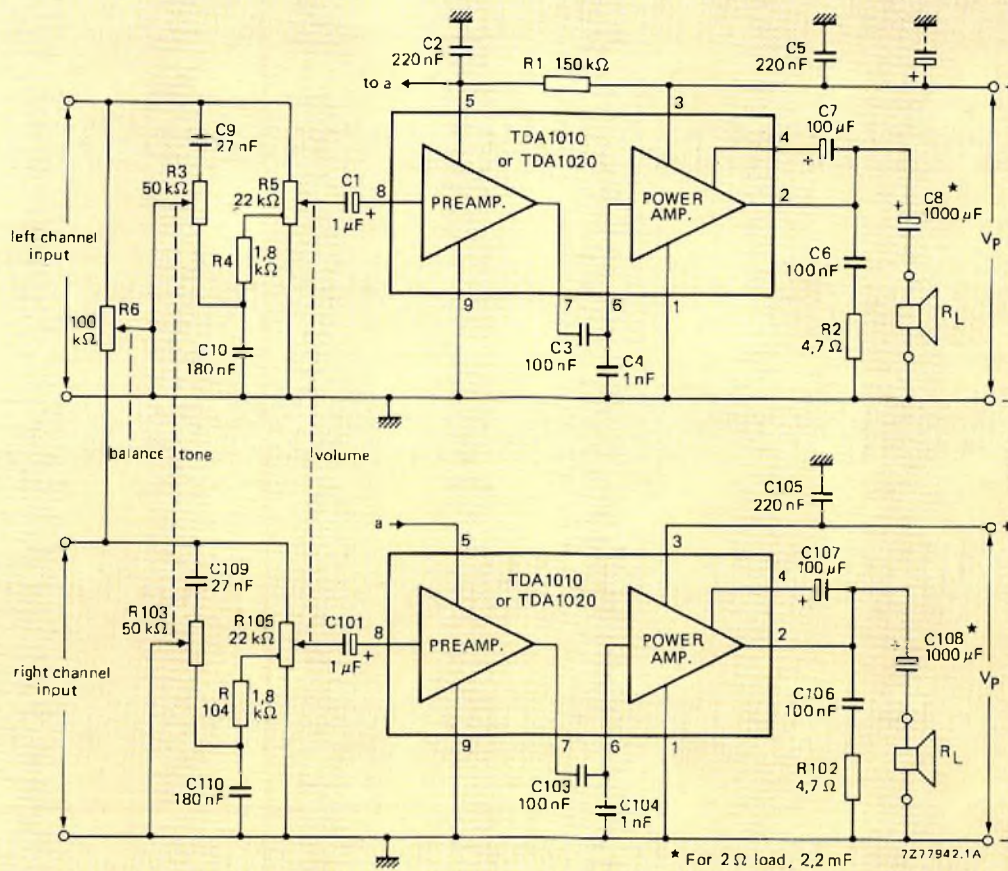 C2
220 nF
to a
R1 150 kΩ
C5
220 nF
+
+
5
3
C7
100 μF
+
4
TDA1010
or TDA1020
C9
27 nF
R3
50 kΩ
R5
22 kΩ
C1
1 μF
+
8
PREAMP.
POWER
AMP.
2
+
C8 *
1000 μF
left channel
input
R4
1,8
kΩ
C6
100 nF
Vp
RL
9
7
6
1
R6
100
kΩ
C10
180 nF
C3
100 nF
C4
1 nF
R2
4,7 Ω
-
balance
tone
volume
C105
220 nF
a
5
3
+
C107
100 μF
+
4
TDA1010
or TDA1020
C109
27 nF
R103
50 kΩ
R105
22 kΩ
C101
1 μF
+
8
PREAMP.
POWER
AMP.
2
+
C108 *
1000 μF
right channel
input
R
104
1,8
kΩ
C106
100 nF
Vp
RL
9
7
6
1
C110
180 nF
C103
100 nF
C104
1 nF
R102
4,7 Ω
-
* For 2 Ω load, 2,2 mF
7Z77942.1A